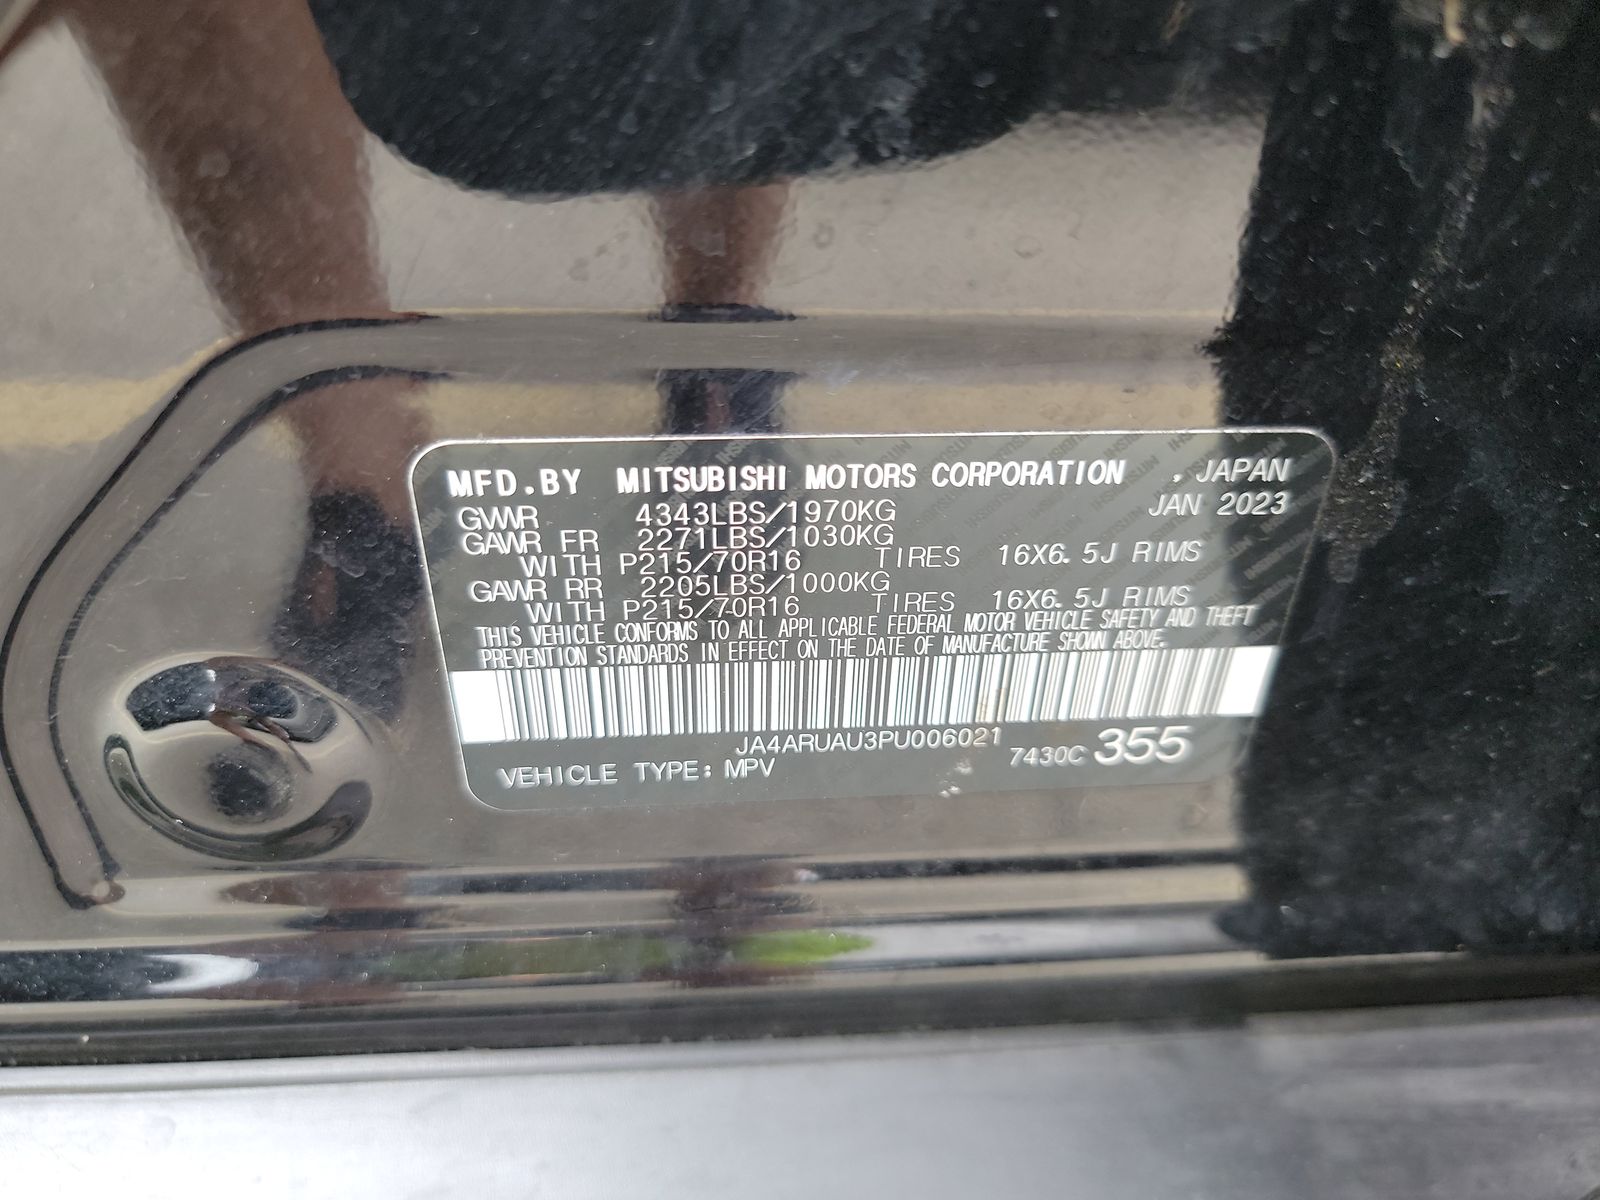 MFD.BY MITSUBISHI MOTORS CORPORATION , JAPAN
GVWR 4343LBS/1970KG JAN 2023
GAWR FR 2271LBS/1030KG
WITH P215/70R16 TIRES 16X6.5J RIMS
GAWR RR 2205LBS/1000KG
WITH P215/70R16 TIRES 16X6.5J RIMS
THIS VEHICLE CONFORMS TO ALL APPLICABLE FEDERAL MOTOR VEHICLE SAFETY AND THEFT
PREVENTION STANDARDS IN EFFECT ON THE DATE OF MANUFACTURE SHOWN ABOVE.
JA4ARUAU3PU006021
VEHICLE TYPE: MPV 7430C 355